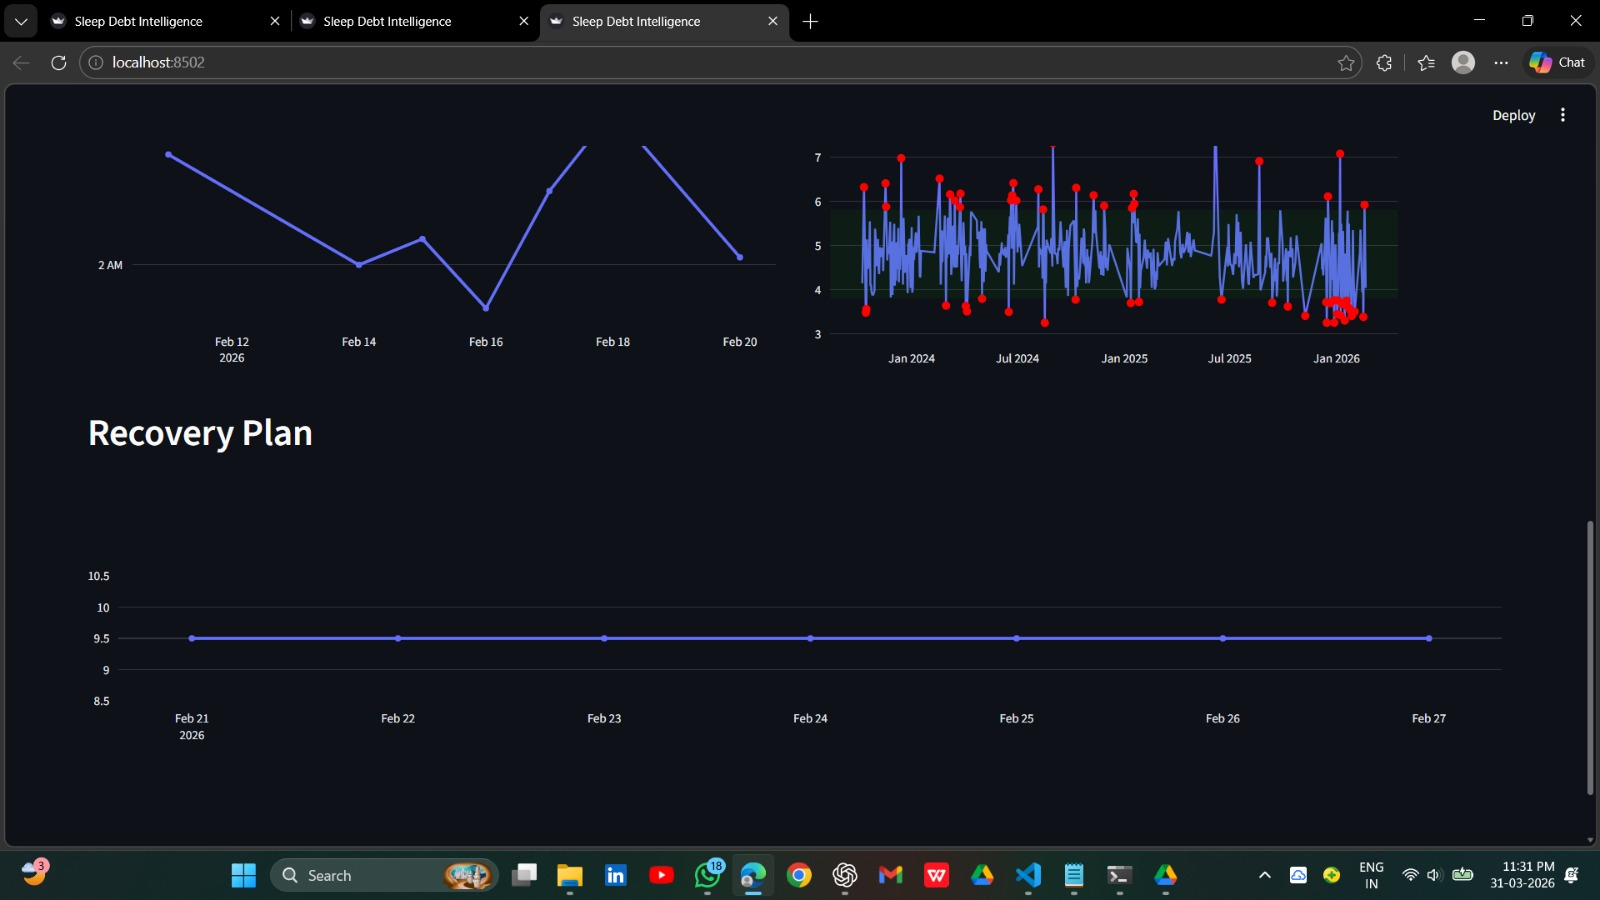 Sleep Debt Intelligence
Sleep Debt Intelligence
Sleep Debt Intelligence
localhost:8502
Chat
Deploy
2 AM
Feb 12
2026
Feb 14
Feb 16
Feb 18
Feb 20
7
6
5
4
3
Jan 2024
Jul 2024
Jan 2025
Jul 2025
Jan 2026
Recovery Plan
10.5
10
9.5
9
8.5
Feb 21
2026
Feb 22
Feb 23
Feb 24
Feb 25
Feb 26
Feb 27
3
Search
in
18
W
ENG
IN
11:31 PM
31-03-2026